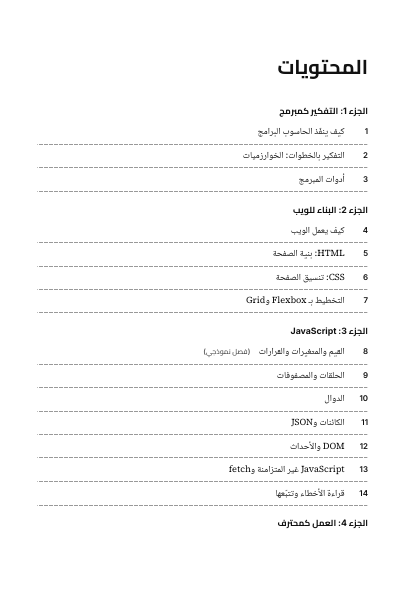 المحتويات
الجزء 1: التفكير كمبرمج
1 كيف ينفّذ الحاسوب البرامج
2 التفكير بالخطوات: الخوارزميات
3 أدوات المبرمج
الجزء 2: البناء للويب
4 كيف يعمل الويب
5 HTML: بنية الصفحة
6 CSS: تنسيق الصفحة
7 التخطيط بـ Flexbox وGrid
الجزء 3: JavaScript
8 القيم والمتغيرات والقرارات (فصل نموذجي)
9 الحلقات والمصفوفات
10 الدوال
11 الكائنات وJSON
12 DOM والأحداث
13 JavaScript غير المتزامنة وfetch
14 قراءة الأخطاء وتتبّعها
الجزء 4: العمل كمحترف